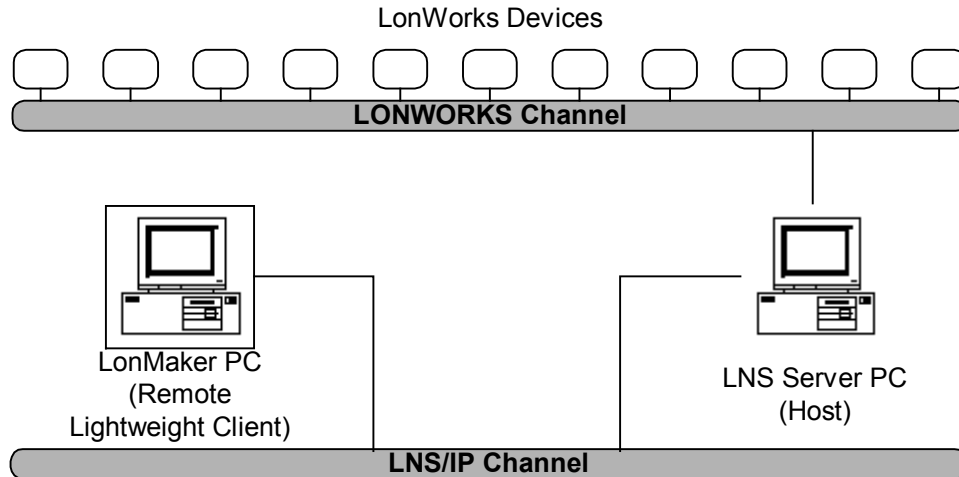 LonWorks Devices
LONWORKS Channel
LonMaker PC
(Remote
Lightweight Client)
LNS Server PC
(Host)
LNS/IP Channel